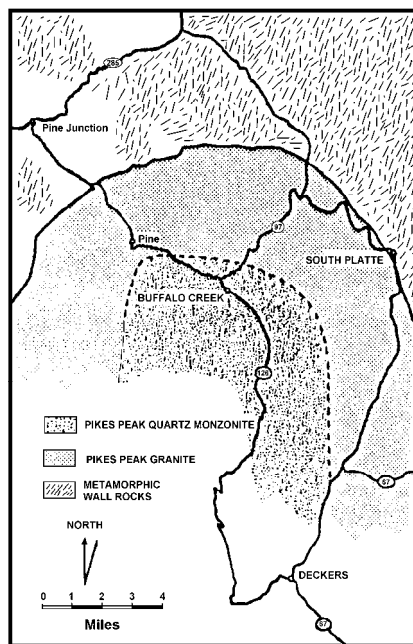 285
Pine Junction
97
Pine
SOUTH PLATTE
BUFFALO CREEK
126
PIKES PEAK QUARTZ MONZONITE
PIKES PEAK GRANITE
67
METAMORPHIC
WALL ROCKS
NORTH
DECKERS
0 1 2 3 4
Miles
67